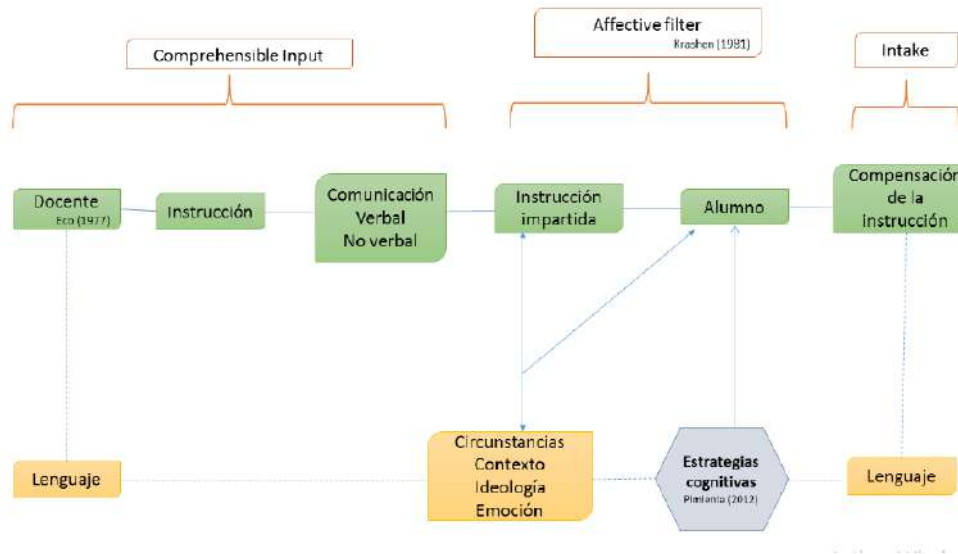 Affective filter
Krashen (1981)
Comprehensible Input
Intake
Docente
Eco (1977)
Instrucción
Comunicación
Verbal
No verbal
Instrucción
impartida
Alumno
Compensación
de la
instrucción
Lenguaje
Circunstancias
Contexto
Ideología
Emoción
Estrategias
cognitivas
Pimienta (2012)
Lenguaje